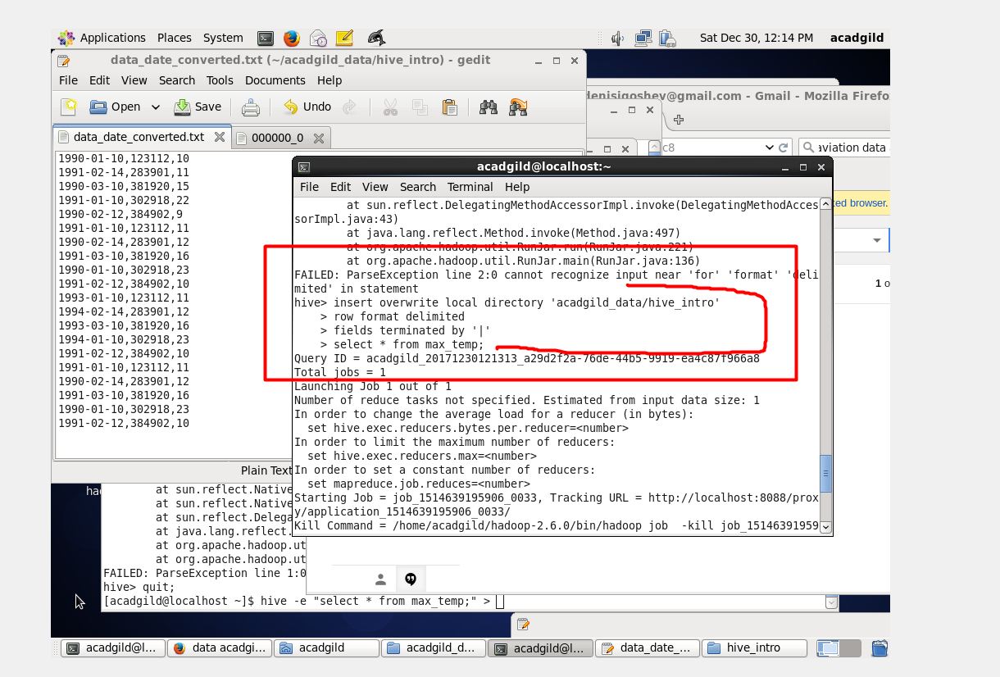 Applications Places System
Sat Dec 30, 12:14 PM acadgild
data_date_converted.txt (~/acadgild_data/hive_intro) - gedit
File Edit View Search Tools Documents Help
Open Save Undo
data_date_converted.txt 000000_0
1990-01-10,123112,10
1991-02-14,283901,11
1990-03-10,381920,15
1991-01-10,302918,22
1990-02-12,384902,9
1991-01-10,123112,11
1990-02-14,283901,12
1991-03-10,381920,16
1990-01-10,302918,23
1991-02-12,384902,10
1993-01-10,123112,11
1994-02-14,283901,12
1993-03-10,381920,16
1994-01-10,302918,23
1991-02-12,384902,10
1991-01-10,123112,11
1990-02-14,283901,12
1991-03-10,381920,16
1990-01-10,302918,23
1991-02-12,384902,10
Plain Text
denisigoshev@gmail.com - Gmail - Mozilla Firefo
c8
aviation data
ted browser.
1 o
acadgild@localhost:~
File Edit View Search Terminal Help
at sun.reflect.DelegatingMethodAccessorImpl.invoke(DelegatingMethodAcces
sorImpl.java:43)
at java.lang.reflect.Method.invoke(Method.java:497)
at org.apache.hadoop.util.RunJar.run(RunJar.java:221)
at org.apache.hadoop.util.RunJar.main(RunJar.java:136)
FAILED: ParseException line 2:0 cannot recognize input near 'for' 'format' 'deli
mited' in statement
hive> insert overwrite local directory 'acadgild_data/hive_intro'
> row format delimited
> fields terminated by '|'
> select * from max_temp;
Query ID = acadgild_20171230121313_a29d2f2a-76de-44b5-9919-ea4c87f966a8
Total jobs = 1
Launching Job 1 out of 1
Number of reduce tasks not specified. Estimated from input data size: 1
In order to change the average load for a reducer (in bytes):
set hive.exec.reducers.bytes.per.reducer=<number>
In order to limit the maximum number of reducers:
set hive.exec.reducers.max=<number>
In order to set a constant number of reducers:
set mapreduce.job.reduces=<number>
Starting Job = job_1514639195906_0033, Tracking URL = http://localhost:8088/prox
y/application_1514639195906_0033/
Kill Command = /home/acadgild/hadoop-2.6.0/bin/hadoop job -kill job_15146391959
had
at sun.reflect.Native
at sun.reflect.Native
at sun.reflect.Delega
at java.lang.reflect.
at org.apache.hadoop.ut
at org.apache.hadoop.ut
FAILED: ParseException line 1:0
hive> quit;
[acadgild@localhost ~]$ hive -e "select * from max_temp;" >
acadgild@l... data acadgi... acadgild acadgild_d... acadgild@l... data_date_... hive_intro